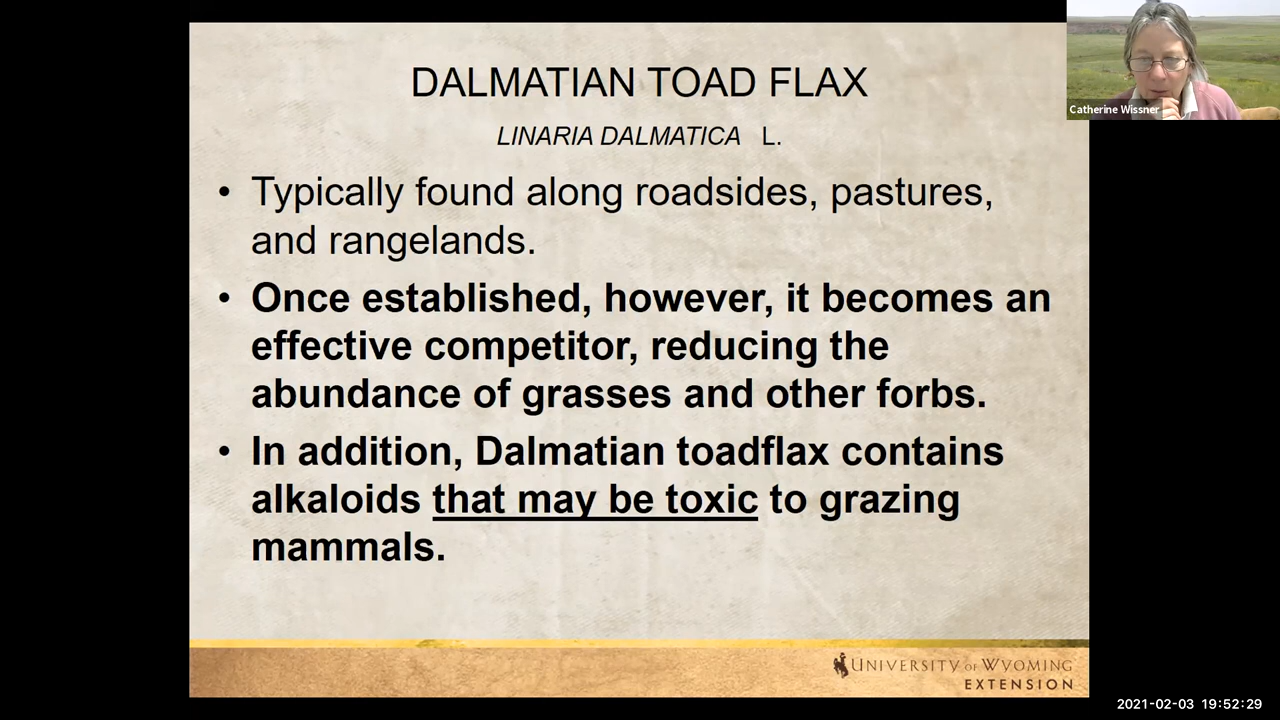 DALMATIAN TOAD FLAX
LINARIA DALMATICA L.
• Typically found along roadsides, pastures,
and rangelands.
• Once established, however, it becomes an
effective competitor, reducing the
abundance of grasses and other forbs.
• In addition, Dalmatian toadflax contains
alkaloids that may be toxic to grazing
mammals.
UNIVERSITY OF WYOMING
EXTENSION
Catherine Wissner
2021-02-03 19:52:29